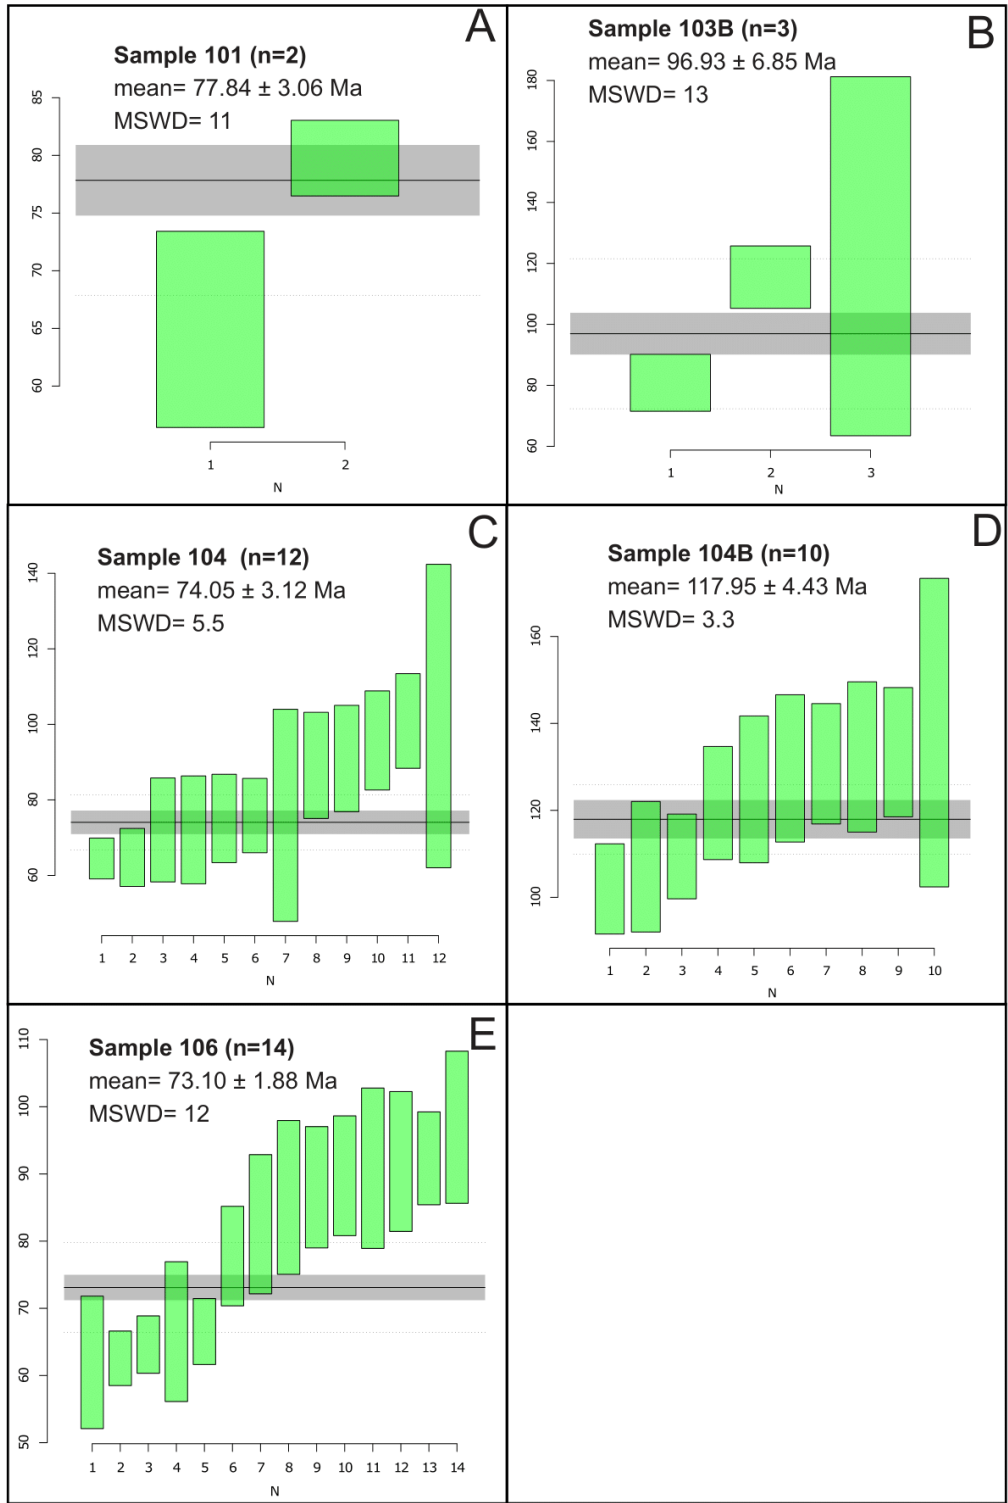 A
Sample 101 (n=2)
mean= 77.84 ± 3.06 Ma
MSWD= 11
85
80
75
70
65
60
1 2
N
B
Sample 103B (n=3)
mean= 96.93 ± 6.85 Ma
MSWD= 13
180
160
140
120
100
80
60
1 2 3
N
C
Sample 104 (n=12)
mean= 74.05 ± 3.12 Ma
MSWD= 5.5
140
120
100
80
60
1 2 3 4 5 6 7 8 9 10 11 12
N
D
Sample 104B (n=10)
mean= 117.95 ± 4.43 Ma
MSWD= 3.3
160
140
120
100
1 2 3 4 5 6 7 8 9 10
N
E
Sample 106 (n=14)
mean= 73.10 ± 1.88 Ma
MSWD= 12
110
100
90
80
70
60
50
1 2 3 4 5 6 7 8 9 10 11 12 13 14
N